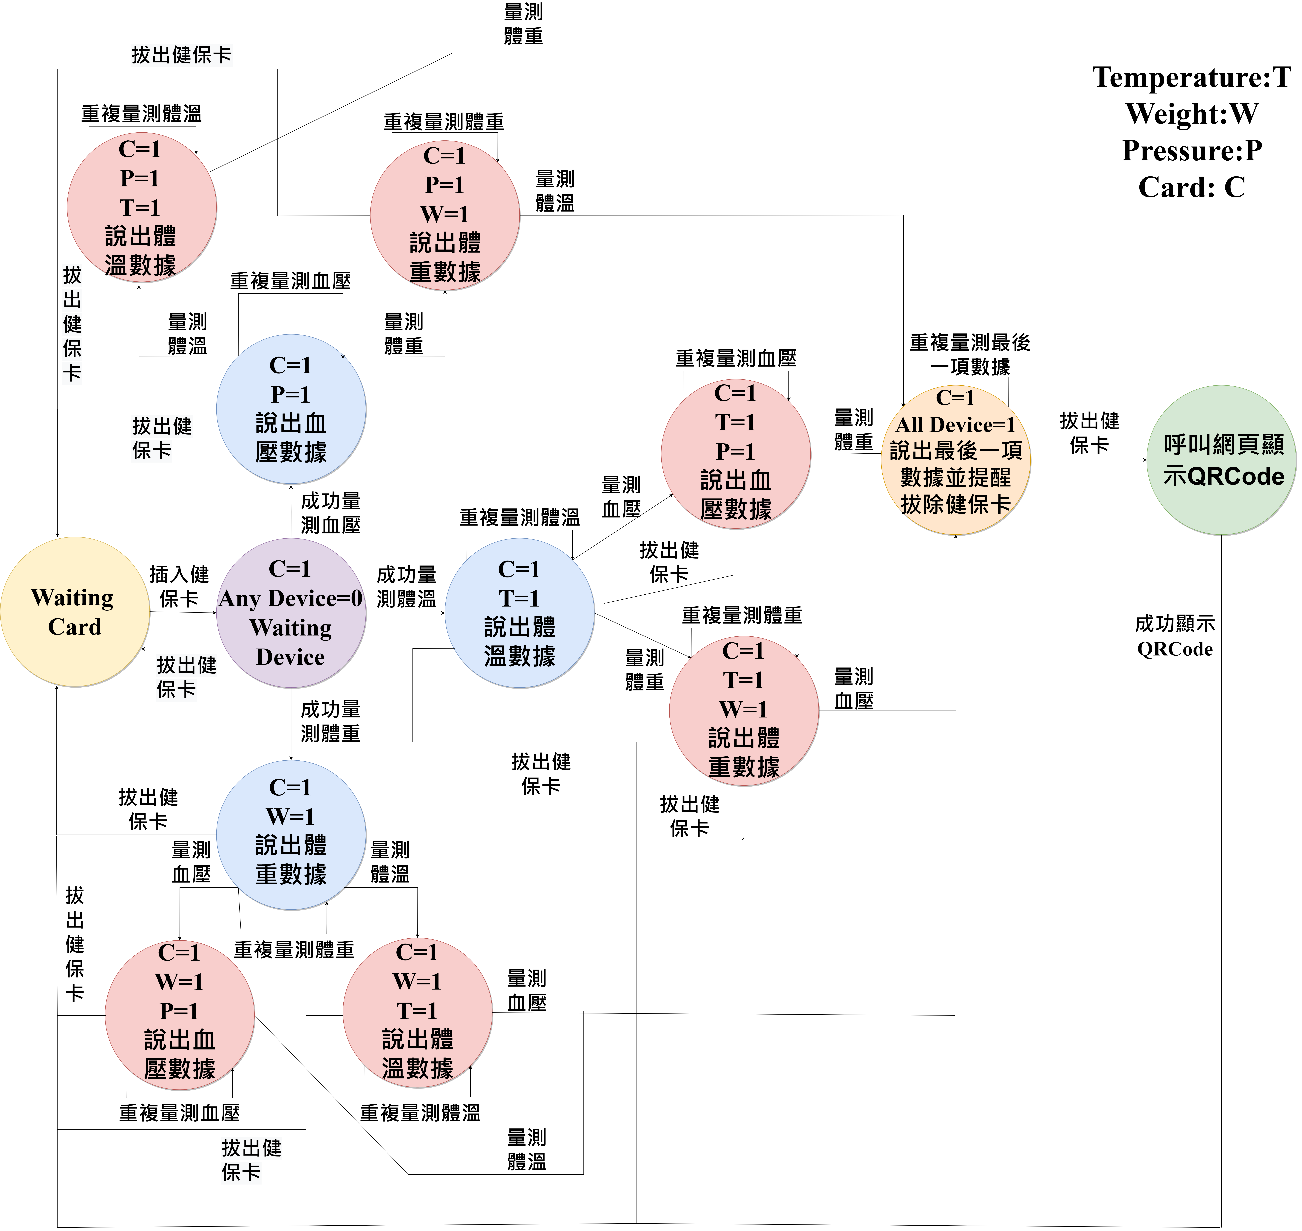 量測
體重
拔出健保卡
Temperature:T
Weight:W
Pressure:P
Card: C
重複量測體溫
C=1
P=1
T=1
說出體
溫數據
重複量測體重
C=1
P=1
W=1
說出體
重數據
量測
體溫
拔
出
健
保
卡
重複量測血壓
量測
體溫
量測
體重
C=1
P=1
說出血
壓數據
拔出健
保卡
成功量
測血壓
重複量測血壓
C=1
T=1
P=1
說出血
壓數據
量測
血壓
量測
體重
重複量測最後
一項數據
C=1
All Device=1
說出最後一項
數據並提醒
拔除健保卡
拔出健
保卡
呼叫網頁顯
示QRCode
Waiting
Card
插入健
保卡
拔出健
保卡
C=1
Any Device=0
Waiting
Device
成功量
測體溫
重複量測體溫
C=1
T=1
說出體
溫數據
拔出健
保卡
量測
體重
重複量測體重
C=1
T=1
W=1
說出體
重數據
量測
血壓
成功顯示
QRCode
成功量
測體重
拔出健
保卡
拔出健
保卡
拔出健
保卡
C=1
W=1
說出體
重數據
量測
血壓
量測
體溫
重複量測體重
拔
出
健
保
卡
C=1
W=1
P=1
說出血
壓數據
C=1
W=1
T=1
說出體
溫數據
量測
血壓
重複量測血壓
重複量測體溫
拔出健
保卡
量測
體溫